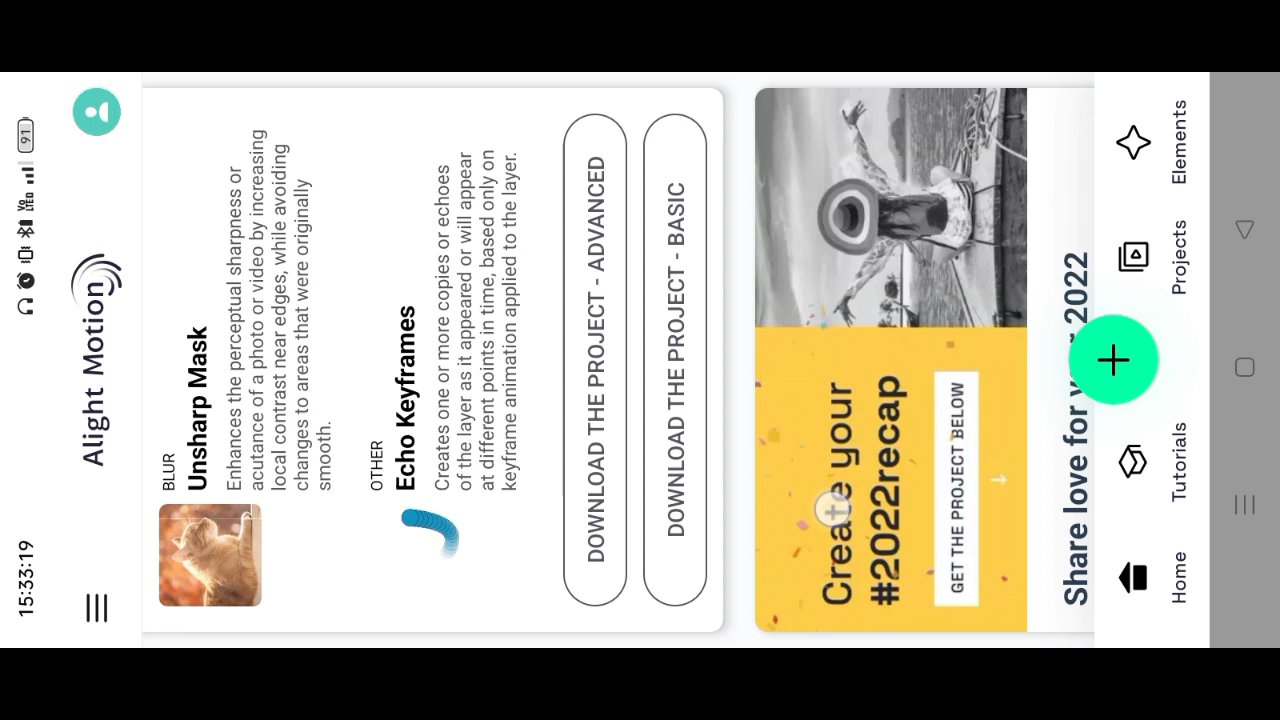 15:33:19
VO
LTE
91
Alight Motion
BLUR
Unsharp Mask
Enhances the perceptual sharpness or
acutance of a photo or video by increasing
local contrast near edges, while avoiding
changes to areas that were originally
smooth.
OTHER
Echo Keyframes
Creates one or more copies or echoes
of the layer as it appeared or will appear
at different points in time, based only on
keyframe animation applied to the layer.
DOWNLOAD THE PROJECT - ADVANCED
DOWNLOAD THE PROJECT - BASIC
Create your
#2022recap
GET THE PROJECT BELOW
Share love for 2022
Home
Tutorials
Projects
Elements